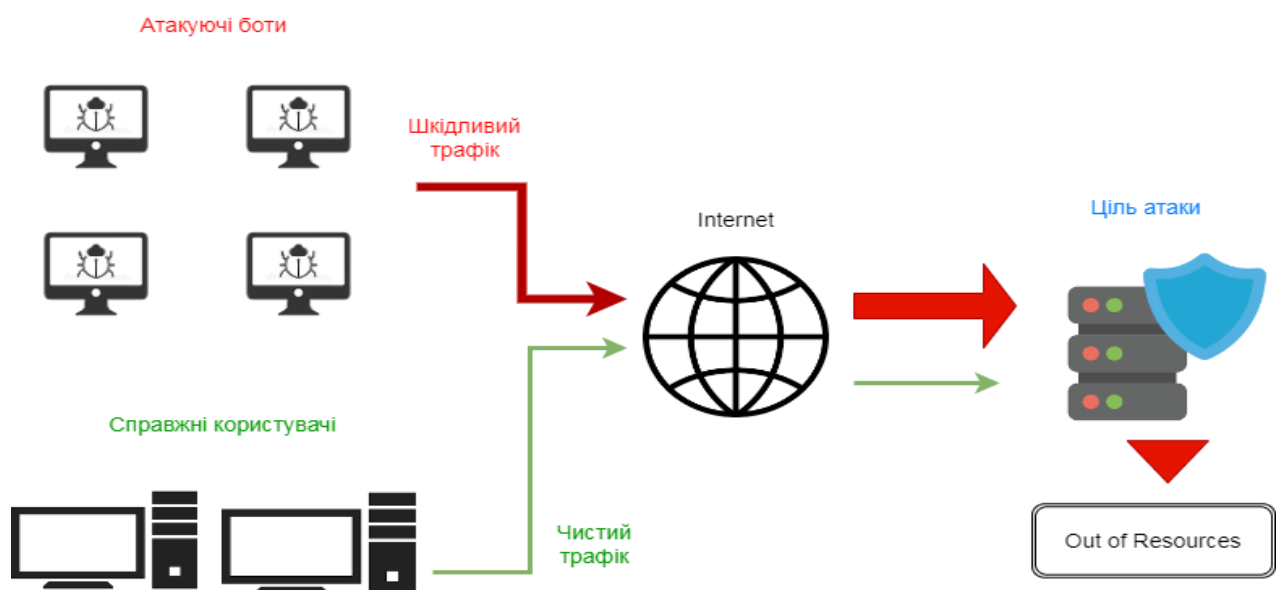 Атакуючі боти
Шкідливий
трафік
Internet
Ціль атаки
Справжні користувачі
Чистий
трафік
Out of Resources